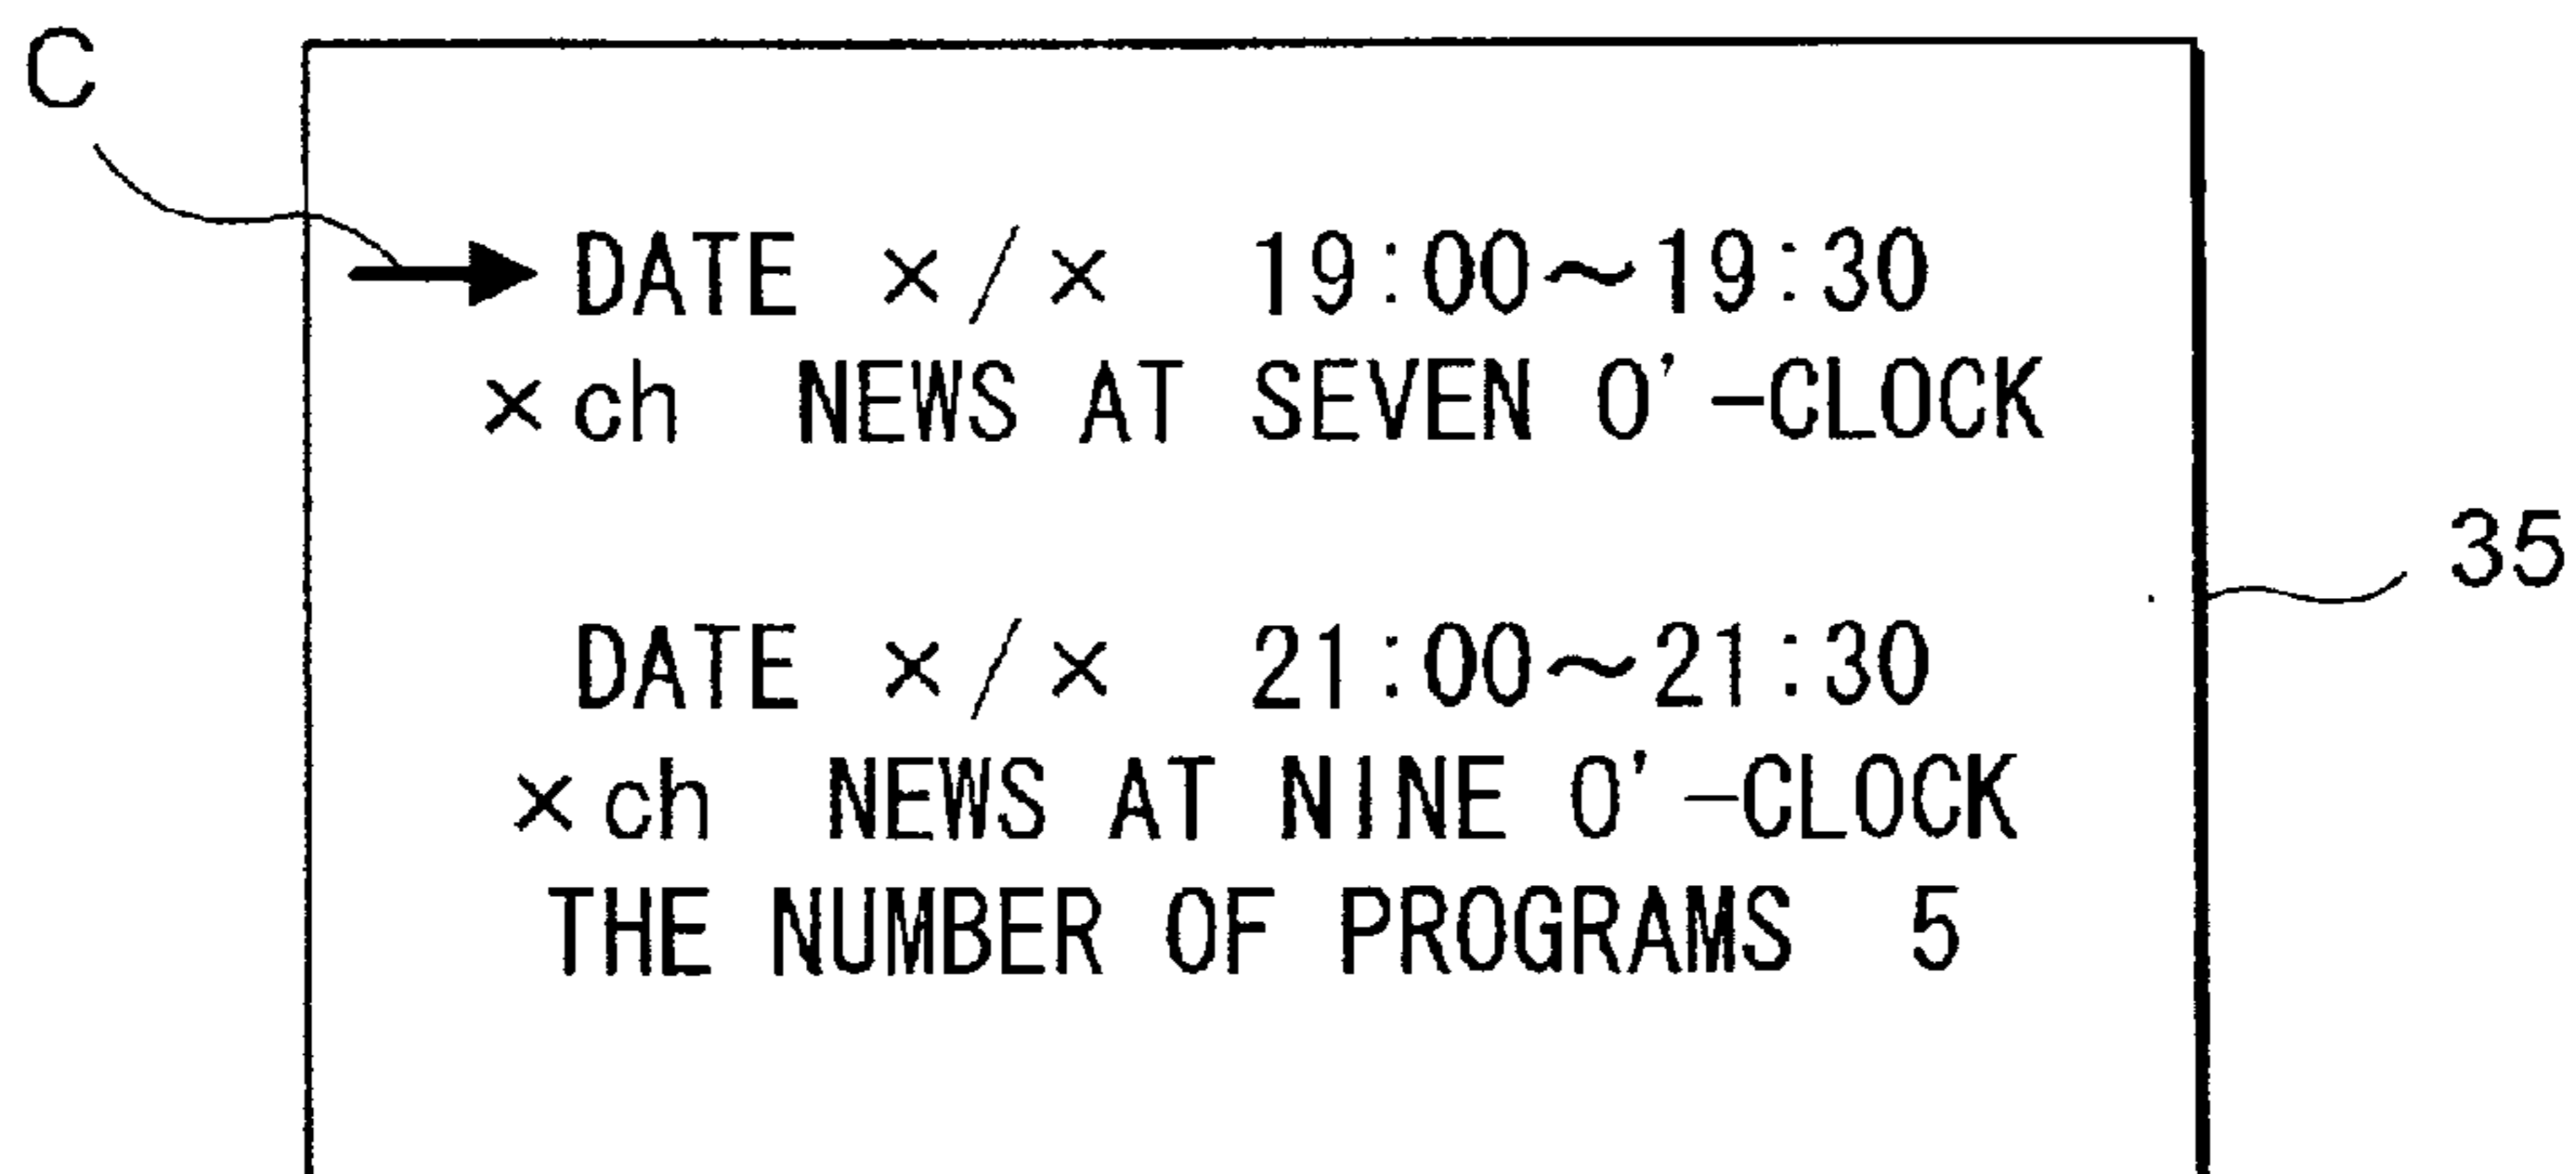 C
DATE ×/× 19:00～19:30
×ch NEWS AT SEVEN O'-CLOCK
35
DATE ×/× 21:00～21:30
×ch NEWS AT NINE O'-CLOCK
THE NUMBER OF PROGRAMS 5